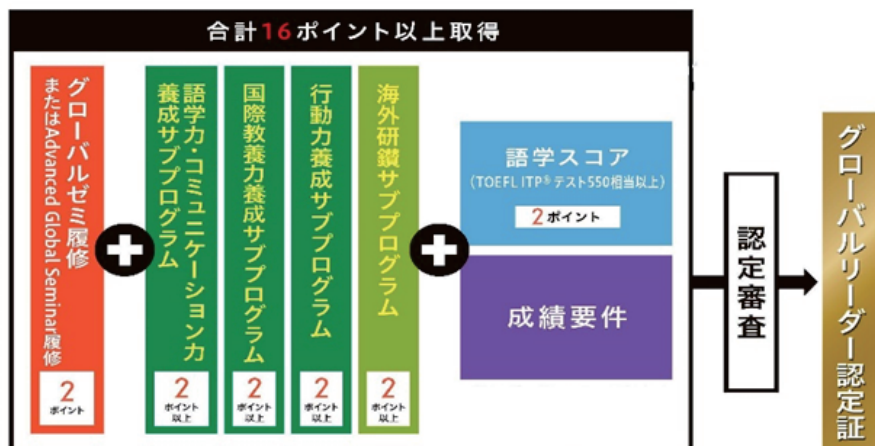 合計16ポイント以上取得
グローバルゼミ履修
またはAdvanced Global Seminar履修
2
ポイント
語学力・コミュニケーション力
養成サブプログラム
2
ポイント
以上
国際教養力養成サブプログラム
2
ポイント
以上
行動力養成サブプログラム
2
ポイント
以上
海外研鑽サブプログラム
2
ポイント
以上
語学スコア
(TOEFL ITP®テスト550相当以上)
2ポイント
成績要件
認定審査
グローバルリーダー認定証